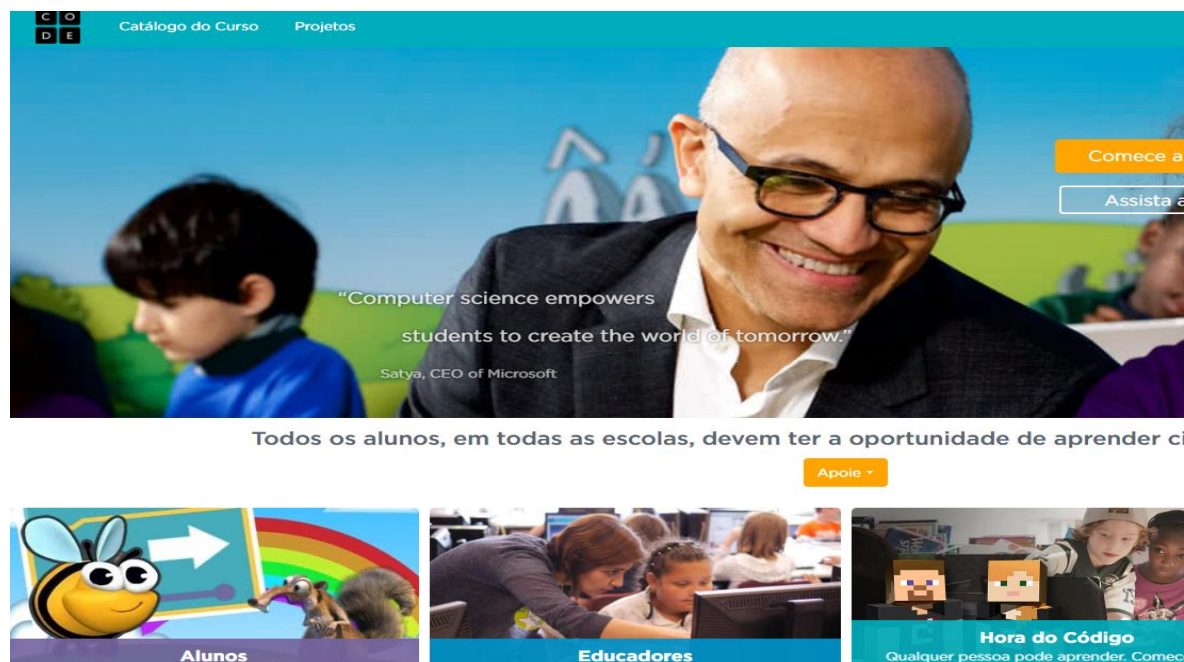 C O
D E
Catálogo do Curso Projetos
Comece a
Assista a
“Computer science empowers
students to create the world of tomorrow.”
Satya, CEO of Microsoft
Todos os alunos, em todas as escolas, devem ter a oportunidade de aprender ci
Apoie
Alunos
Educadores
Hora do Código
Qualquer pessoa pode aprender. Comece